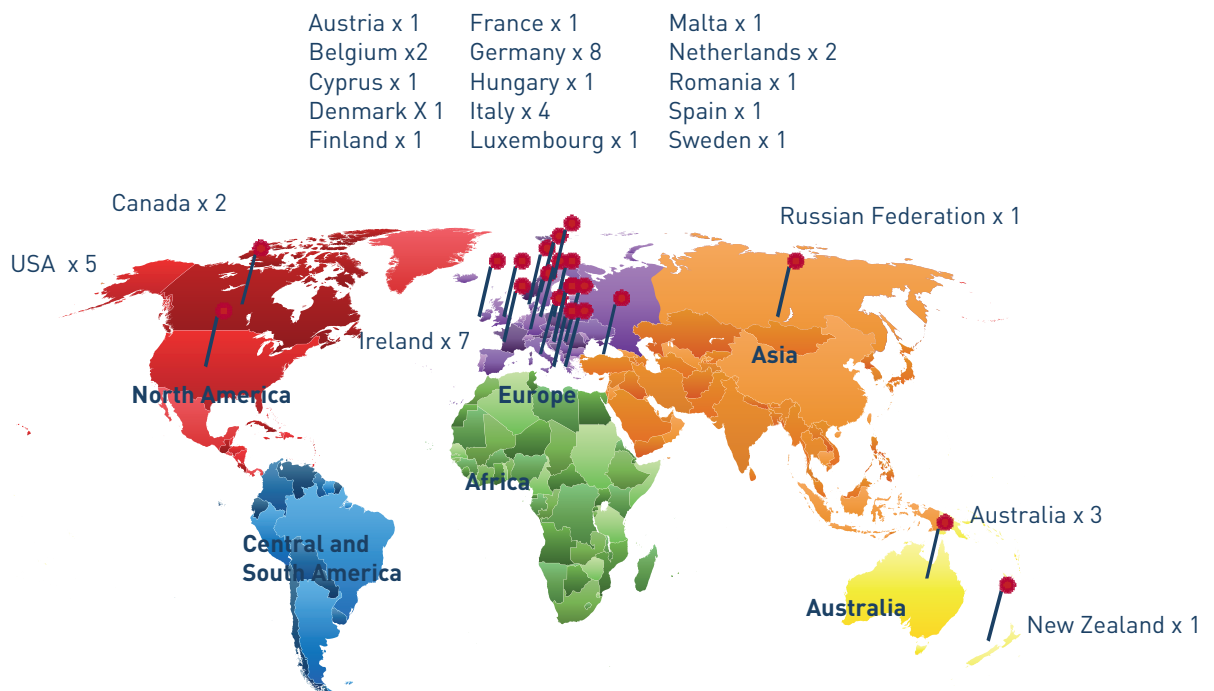 Austria x 1
Belgium x2
Cyprus x 1
Denmark X 1
Finland x 1
France x 1
Germany x 8
Hungary x 1
Italy x 4
Luxembourg x 1
Malta x 1
Netherlands x 2
Romania x 1
Spain x 1
Sweden x 1
Canada x 2
Russian Federation x 1
USA  x 5
Ireland x 7
Asia
North America
Europe
Africa
Australia x 3
Central and
South America
Australia
New Zealand x 1